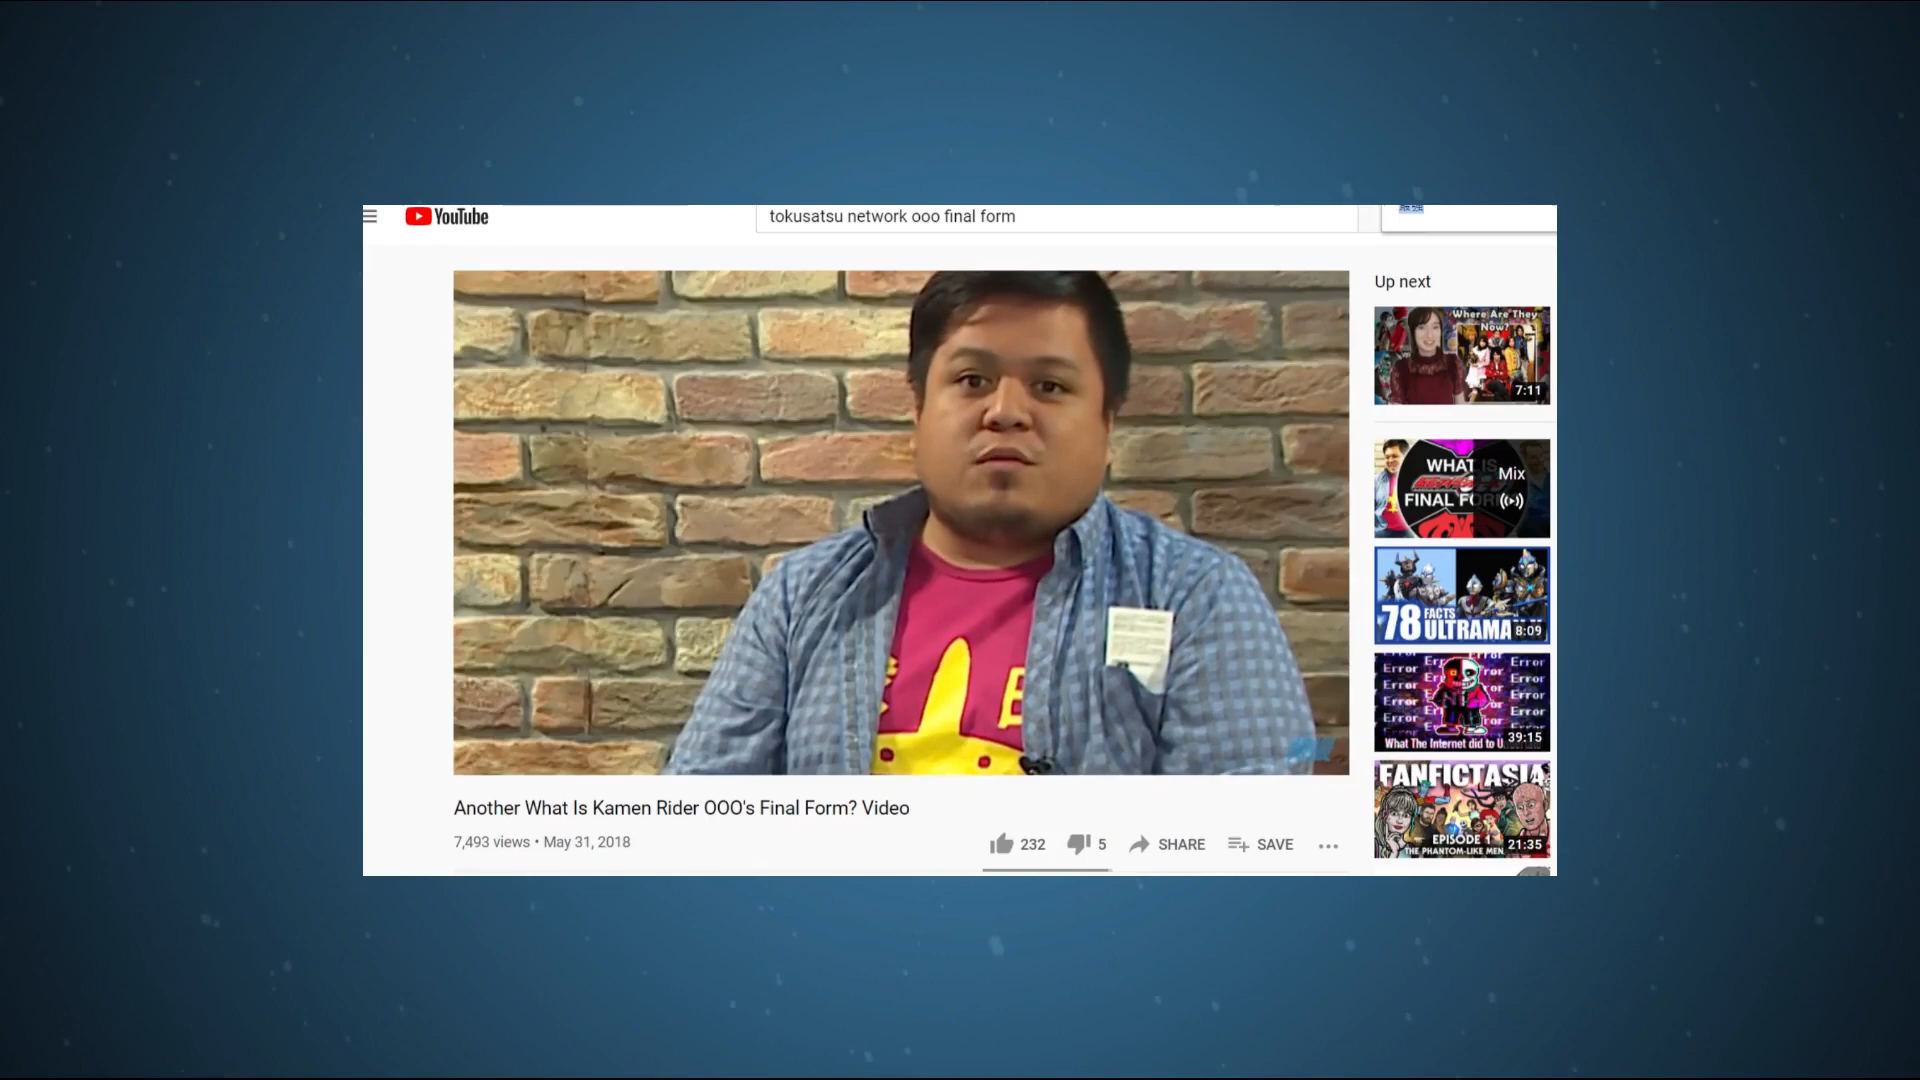 YouTube
tokusatsu network ooo final form
Up next
Where Are They
Now?
7:11
WHAT IS
FINAL FORM
Mix
78 FACTS
ULTRAMA
8:09
Error
Error
Error
Error
Error
Error
What The Internet did to U
39:15
FANFICTASIA
EPISODE 1
THE PHANTOM-LIKE MEN
21:35
Another What Is Kamen Rider OOO's Final Form? Video
7,493 views • May 31, 2018
232
5
SHARE
SAVE